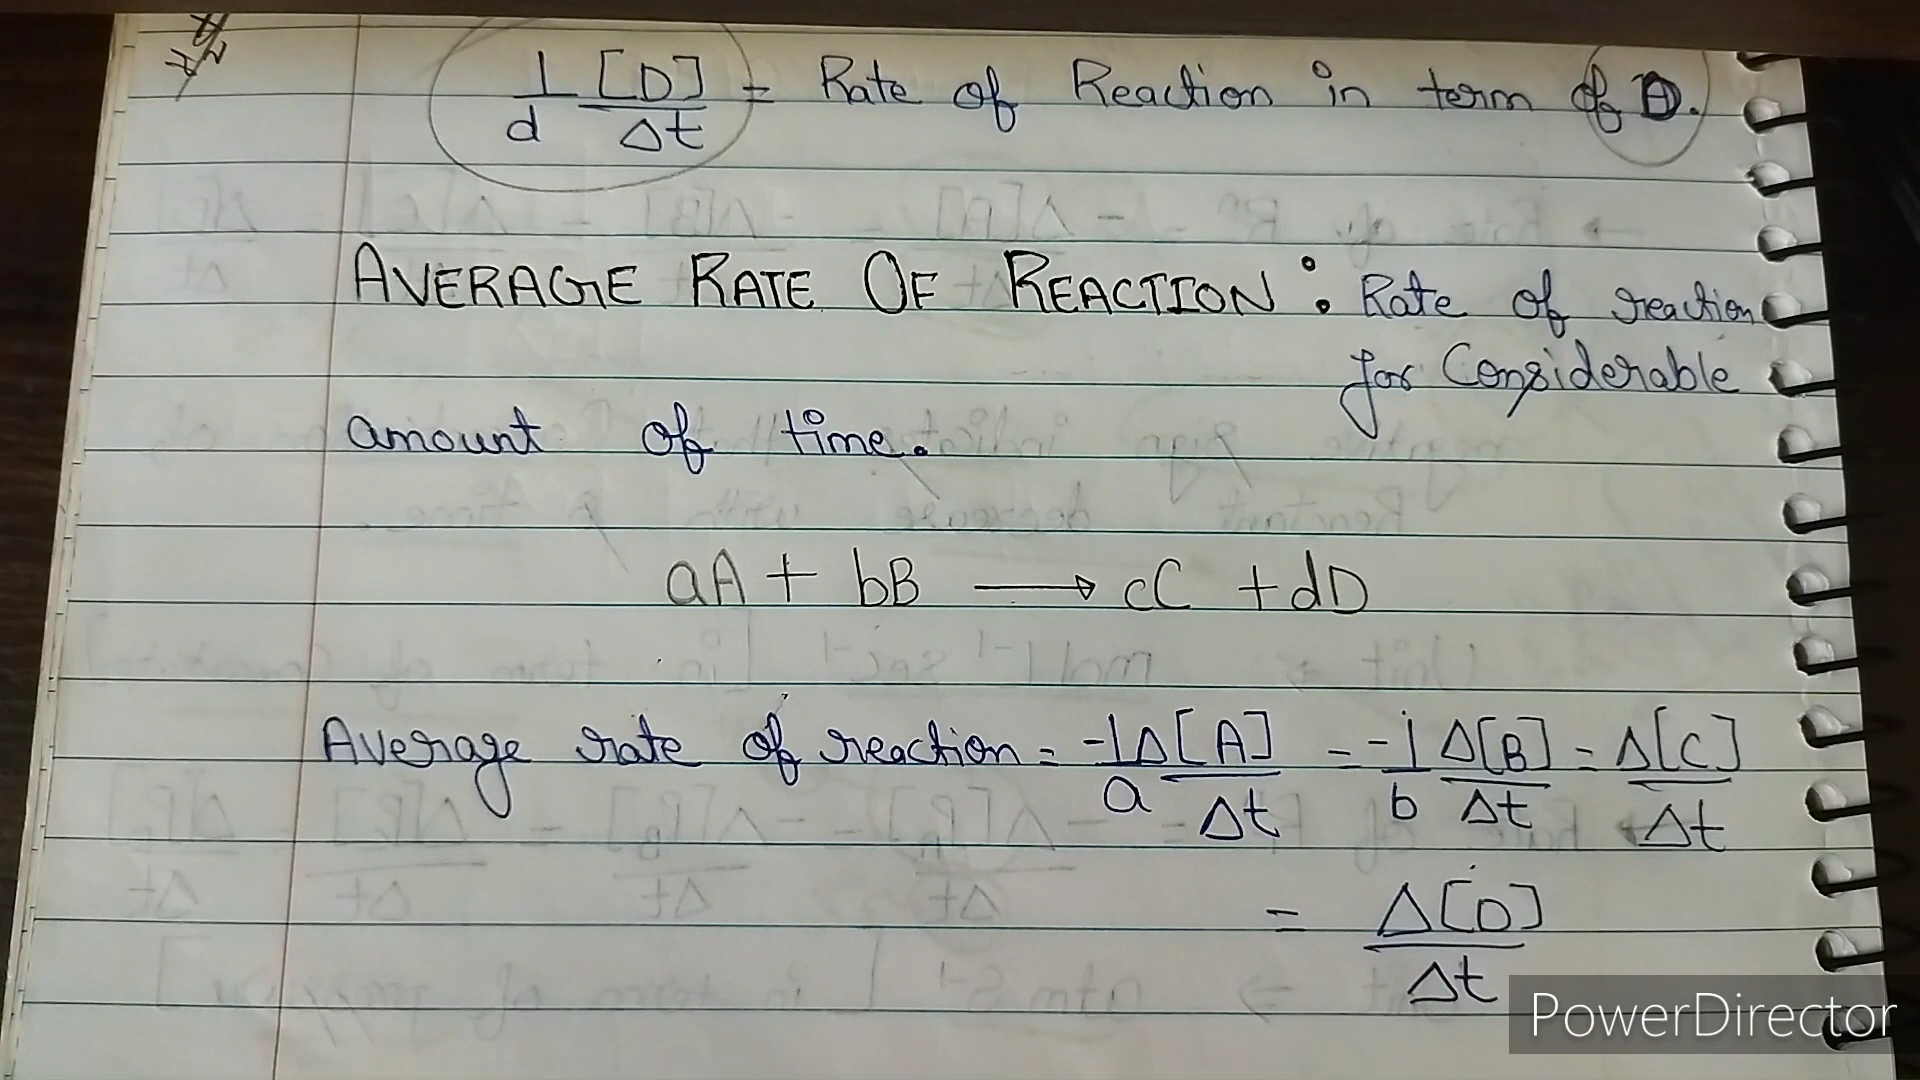 1/d [D]/Δt = Rate of Reaction in term of D.
AVERAGE RATE OF REACTION : Rate of reaction
for Considerable
amount of time.
aA + bB → cC + dD
Average rate of reaction = -1/a Δ[A]/Δt = -1/b Δ[B]/Δt = Δ[C]/Δt
= Δ[D]/Δt
PowerDirector